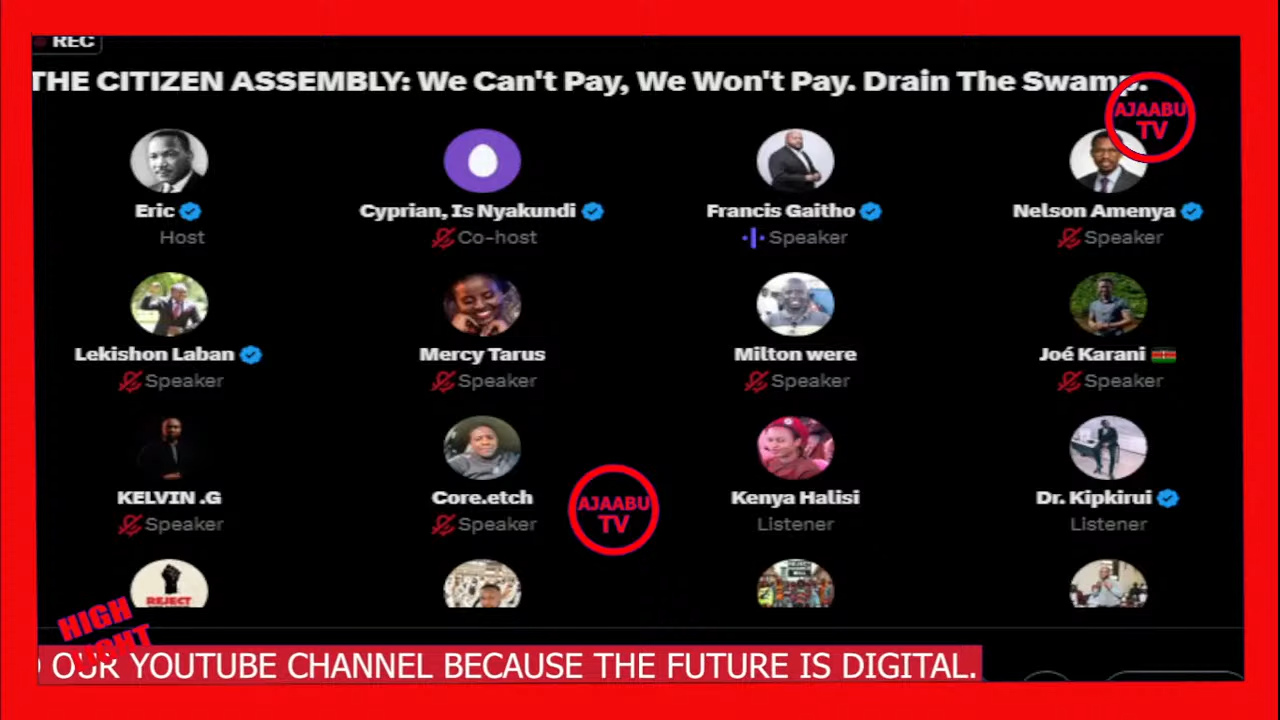 REC
THE CITIZEN ASSEMBLY: We Can't Pay, We Won't Pay. Drain The Swamp.
AJAABU
TV
Eric
Cyprian, Is Nyakundi
Francis Gaitho
Nelson Amenya
Host
Co-host
Speaker
Speaker
Lekishon Laban
Mercy Tarus
Milton were
Joé Karani
Speaker
Speaker
Speaker
Speaker
KELVIN .G
Core.etch
AJAABU
TV
Kenya Halisi
Dr. Kipkirui
Speaker
Speaker
Listener
Listener
REJECT
REJECT
HIGH
OUR YOUTUBE CHANNEL BECAUSE THE FUTURE IS DIGITAL.